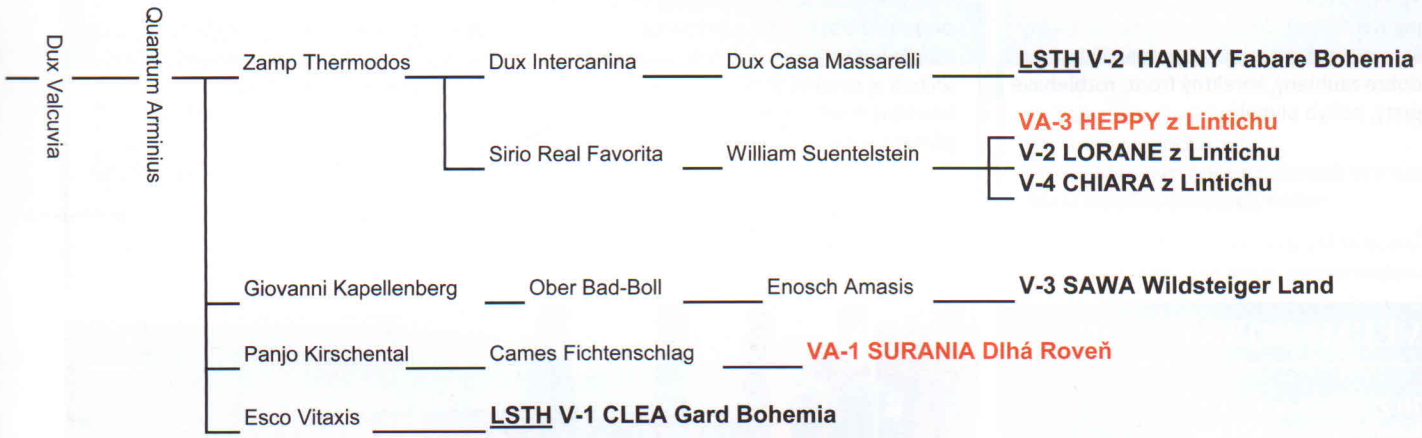 Dux Valcuvia
Quantum Arminius
Zamp Thermodos Dux Intercanina Dux Casa Massarelli LSTH V-2 HANNY Fabare Bohemia
VA-3 HEPPY z Lintichu
Sirio Real Favorita William Suentelstein V-2 LORANE z Lintichu
V-4 CHIARA z Lintichu
Giovanni Kapellenberg Ober Bad-Boll Enosch Amasis V-3 SAWA Wildsteiger Land
Panjo Kirschental Cames Fichtenschlag VA-1 SURANIA Dlhá Roveň
Esco Vitaxis LSTH V-1 CLEA Gard Bohemia